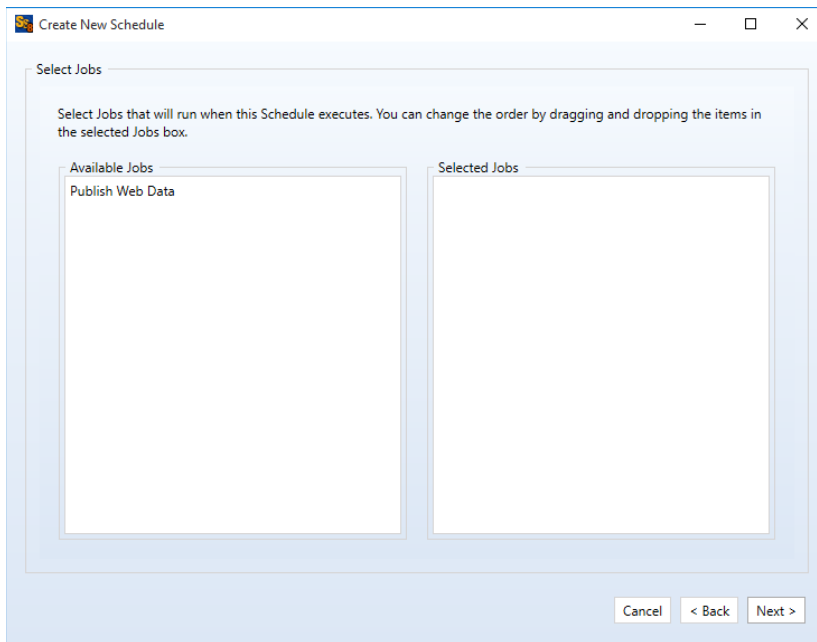 Create New Schedule
Select Jobs
Select Jobs that will run when this Schedule executes. You can change the order by dragging and dropping the items in
the selected Jobs box.
Available Jobs
Selected Jobs
Publish Web Data
Cancel
< Back
Next >